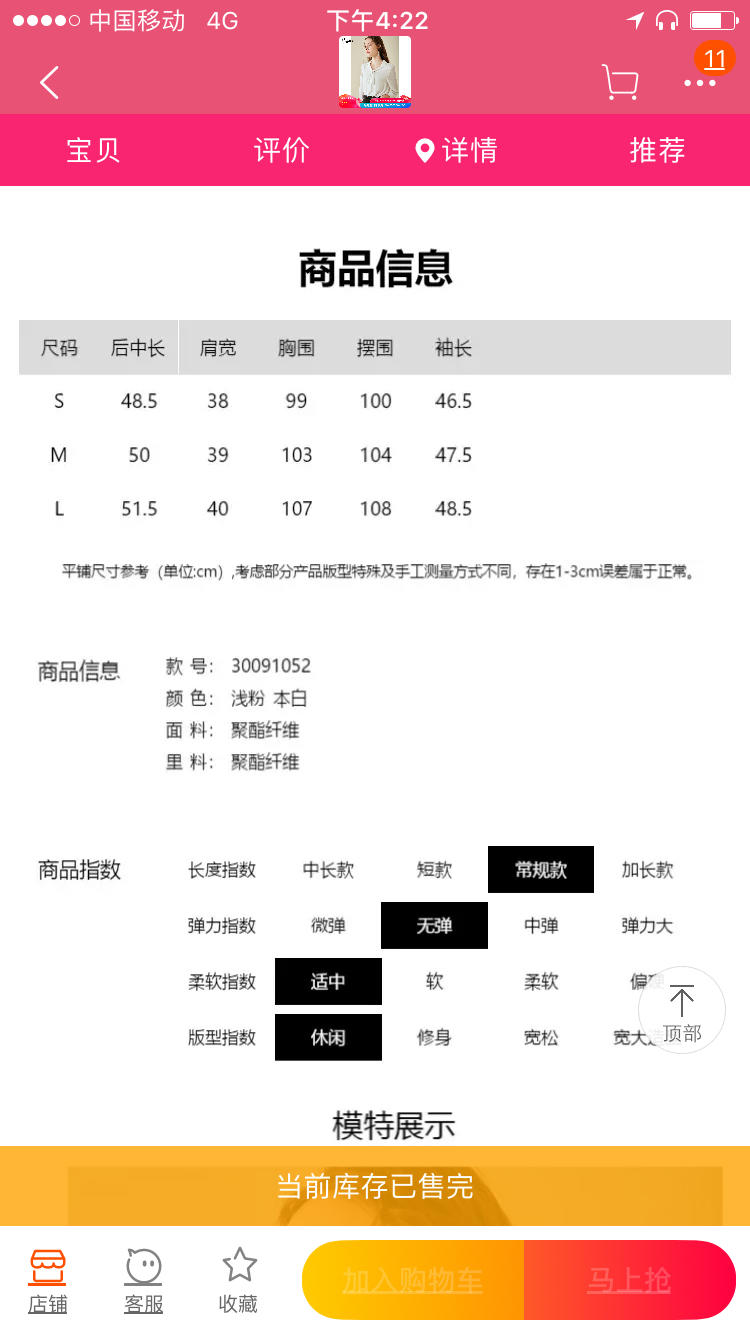 中国移动 4G 下午4:22
11
宝贝 评价 详情 推荐
商品信息
尺码 后中长 肩宽 胸围 摆围 袖长
S 48.5 38 99 100 46.5
M 50 39 103 104 47.5
L 51.5 40 107 108 48.5
平铺尺寸参考（单位:cm）,考虑部分产品版型特殊及手工测量方式不同，存在1-3cm误差属于正常。
商品信息 款 号： 30091052
颜 色： 浅粉 本白
面 料： 聚酯纤维
里 料： 聚酯纤维
商品指数 长度指数 中长款 短款 常规款 加长款
弹力指数 微弹 无弹 中弹 弹力大
柔软指数 适中 软 柔软 偏硬
版型指数 休闲 修身 宽松 宽大
顶部
模特展示
当前库存已售完
店铺 客服 收藏 加入购物车 马上抢